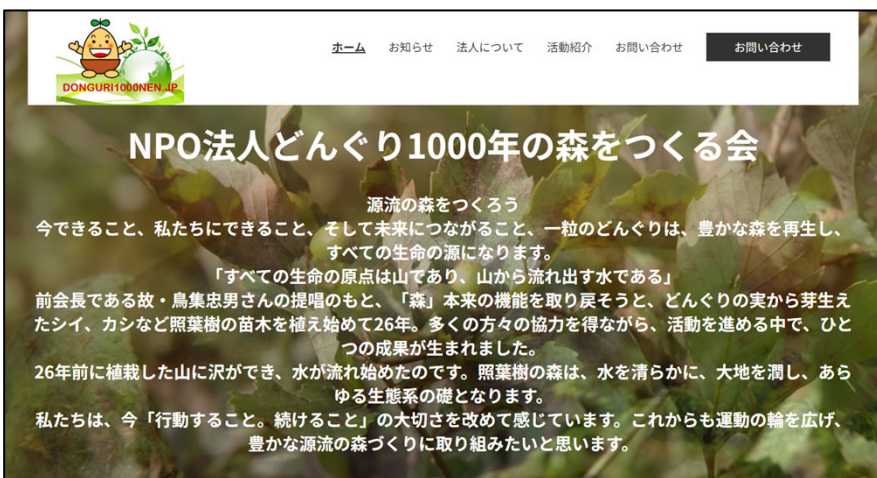 DONGURI1000NEN.JP
ホーム お知らせ 法人について 活動紹介 お問い合わせ お問い合わせ
NPO法人どんぐり1000年の森をつくる会
源流の森をつくろう
今できること、私たちにできること、そして未来につながること、一粒のどんぐりは、豊かな森を再生し、
すべての生命の源になります。
「すべての生命の原点は山であり、山から流れ出す水である」
前会長である故・鳥集忠男さんの提唱のもと、「森」本来の機能を取り戻そうと、どんぐりの実から芽生え
たシイ、カシなど照葉樹の苗木を植え始めて26年。多くの方々の協力を得ながら、活動を進める中で、ひと
つの成果が生まれました。
26年前に植栽した山に沢ができ、水が流れ始めたのです。照葉樹の森は、水を清らかに、大地を潤し、あら
ゆる生態系の礎となります。
私たちは、今「行動すること。続けること」の大切さを改めて感じています。これからも運動の輪を広げ、
豊かな源流の森づくりに取り組みたいと思います。